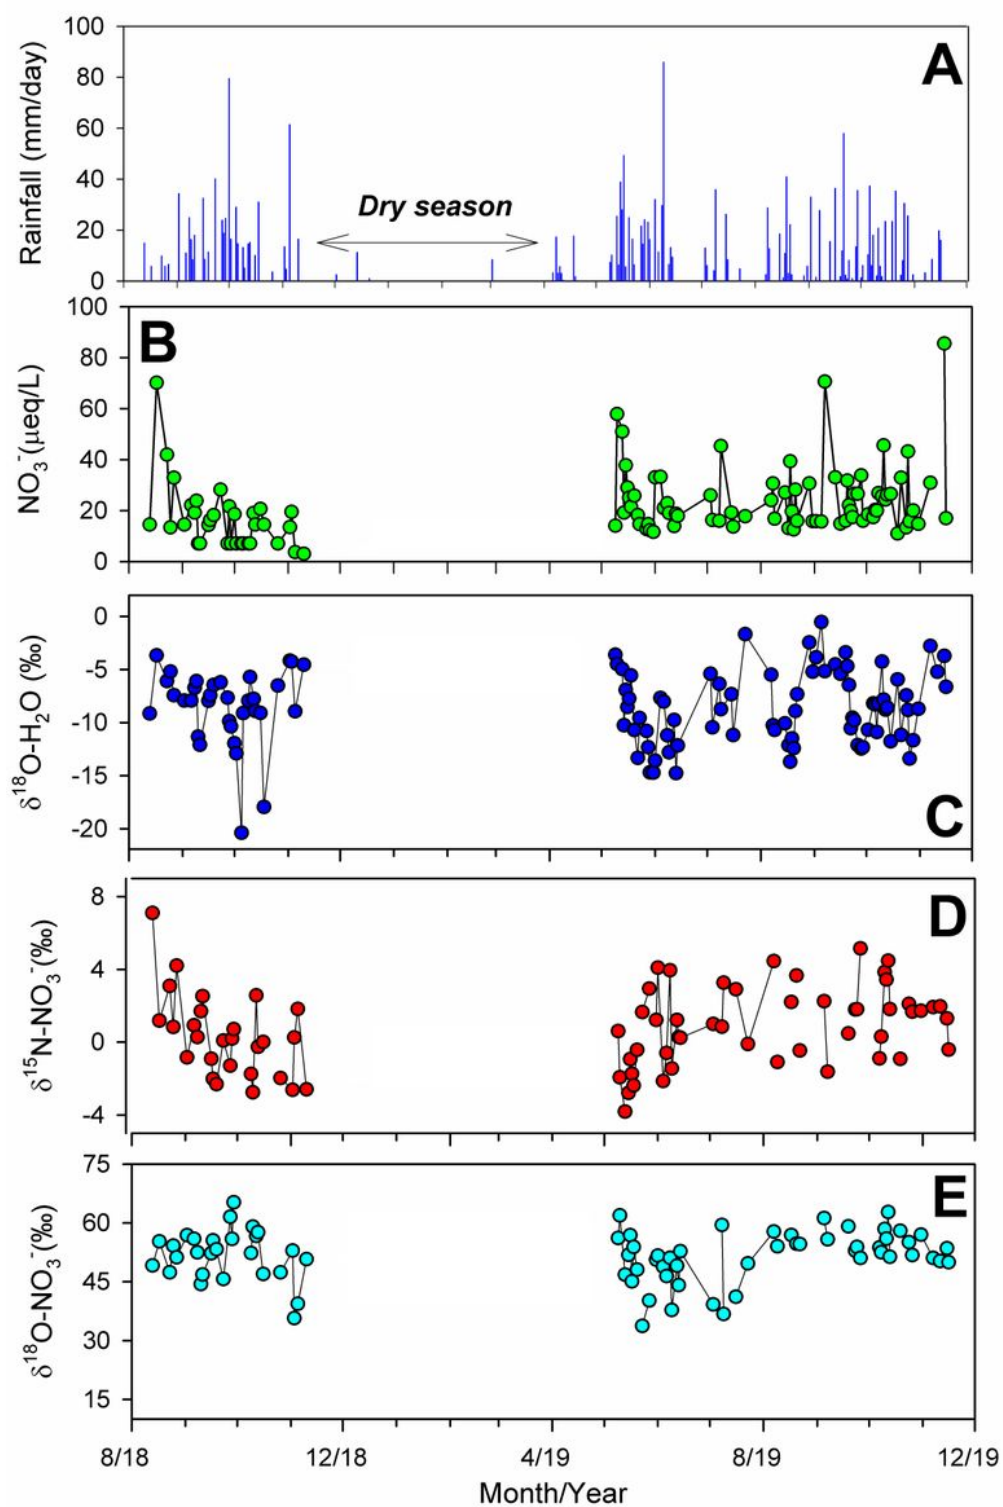 A
Rainfall (mm/day)
100
80
60
40
20
0
Dry season
B
NO₃⁻(μeq/L)
100
80
60
40
20
0
C
δ¹⁸O-H₂O (‰)
0
-5
-10
-15
-20
D
δ¹⁵N-NO₃⁻(‰)
8
4
0
-4
E
δ¹⁸O-NO₃⁻(‰)
75
60
45
30
15
8/18 12/18 4/19 8/19 12/19
Month/Year